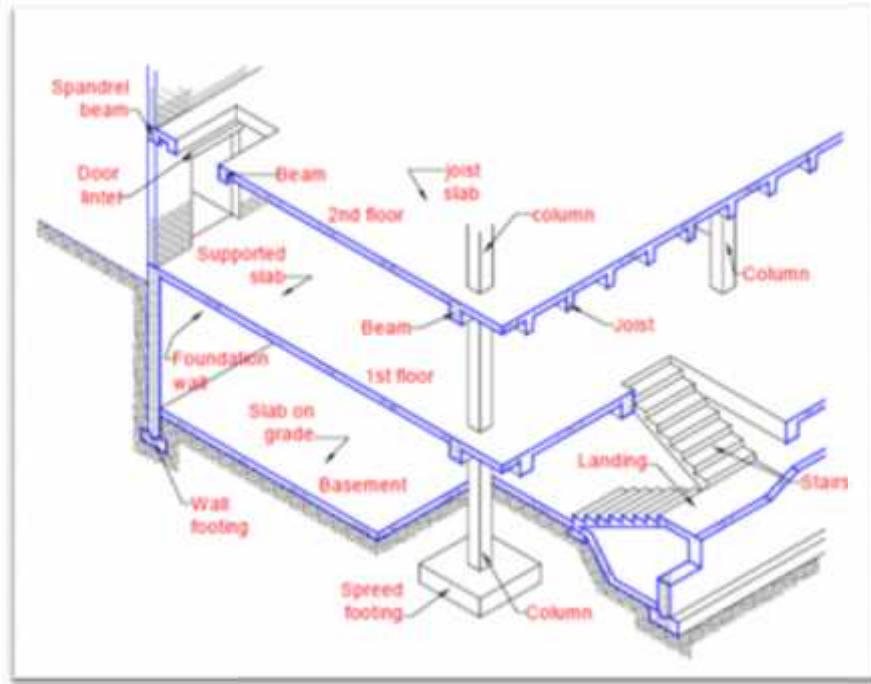 Spandrel
beam
Door
lintel
Beam
joist
slab
2nd floor
column
Supported
slab
Column
Beam
Joist
Foundation
wall
1st floor
Slab on
grade
Landing
Stairs
Basement
Wall
footing
Spreed
footing
Column